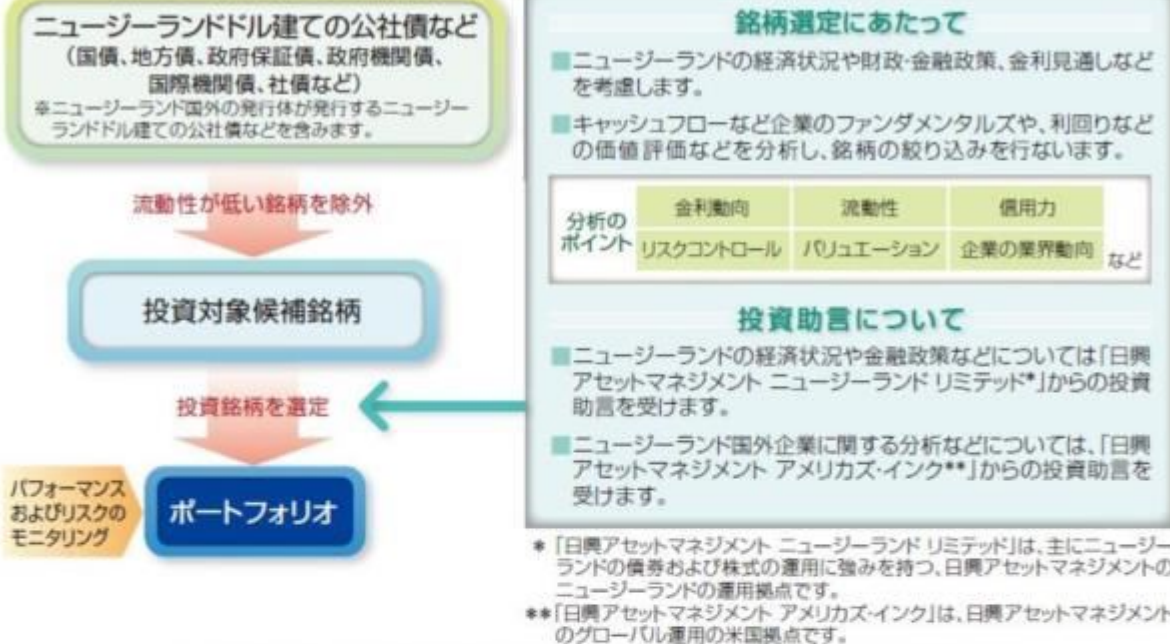 ニュージーランドドル建ての公社債など
(国債、地方債、政府保証債、政府機関債、
国際機関債、社債など)
※ニュージーランド国外の発行体が発行するニュージー
ランドドル建ての公社債などを含みます。
流動性が低い銘柄を除外
投資対象候補銘柄
投資銘柄を選定
パフォーマンス
およびリスクの
モニタリング
ポートフォリオ
銘柄選定にあたって
■ニュージーランドの経済状況や財政・金融政策、金利見通しなど
を考慮します。
■キャッシュフローなど企業のファンダメンタルズや、利回りなど
の価値評価などを分析し、銘柄の絞り込みを行ないます。
分析の
ポイント
金利動向 流動性 信用力
リスクコントロール バリュエーション 企業の業界動向
など
投資助言について
■ニュージーランドの経済状況や金融政策などについては「日興
アセットマネジメント ニュージーランド リミテッド*」からの投資
助言を受けます。
■ニュージーランド国外企業に関する分析などについては、「日興
アセットマネジメント アメリカズ・インク**」からの投資助言を
受けます。
* 「日興アセットマネジメント ニュージーランド リミテッド」は、主にニュージー
ランドの債券および株式の運用に強みを持つ、日興アセットマネジメントの
ニュージーランドの運用拠点です。
**「日興アセットマネジメント アメリカズ・インク」は、日興アセットマネジメント
のグローバル運用の米国拠点です。